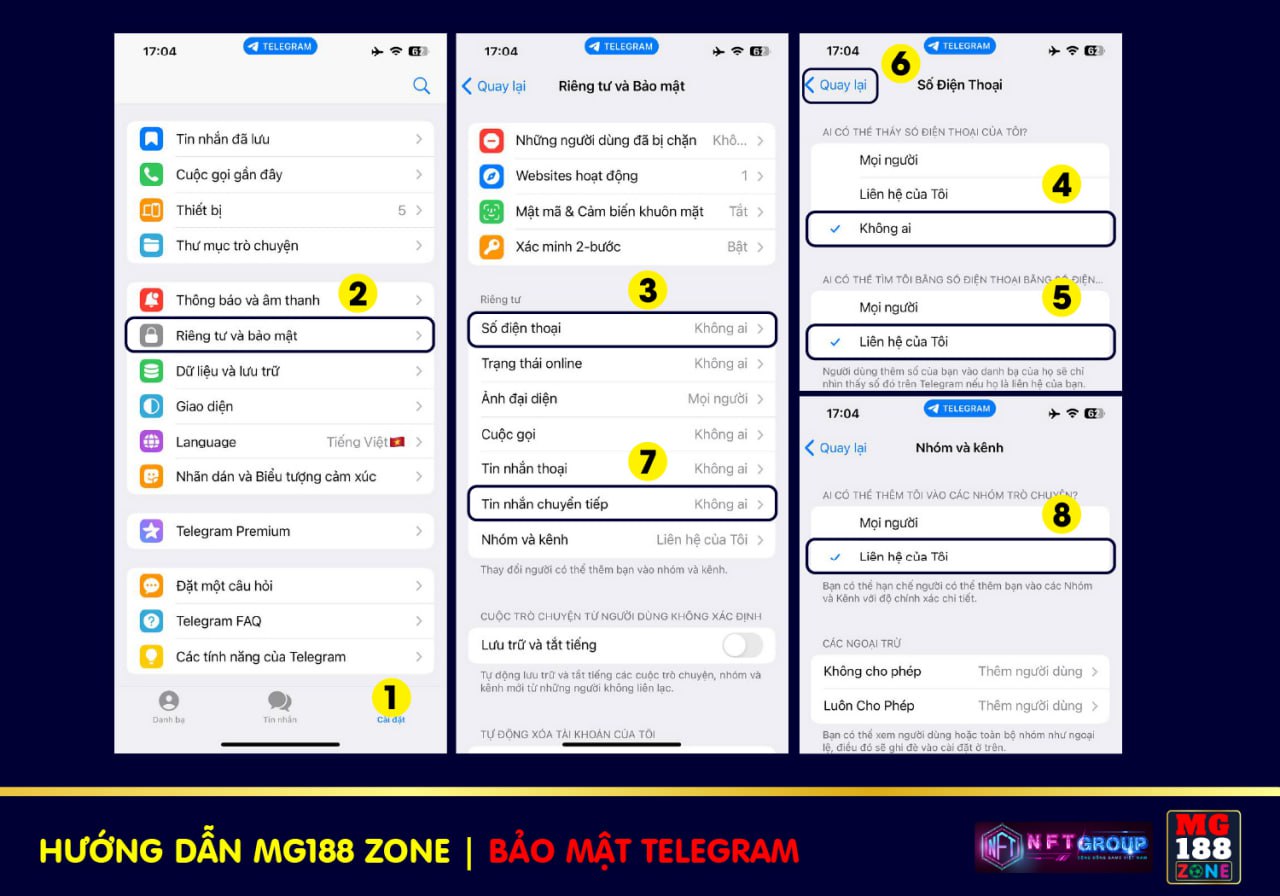 17:04
TELEGRAM
62
Tin nhắn đã lưu
Cuộc gọi gần đây
Thiết bị 5
Thư mục trò chuyện
Thông báo và âm thanh
2
Riêng tư và bảo mật
Dữ liệu và lưu trữ
Giao diện
Language Tiếng Việt
Nhãn dán và Biểu tượng cảm xúc
Telegram Premium
Đặt một câu hỏi
Telegram FAQ
Các tính năng của Telegram
1
Danh bạ Tin nhắn Cài đặt
17:04
TELEGRAM
62
Quay lại Riêng tư và Bảo mật
Những người dùng đã bị chặn Khô...
Websites hoạt động 1
Mật mã & Cảm biến khuôn mặt Tắt
Xác minh 2-bước Bật
Riêng tư
3
Số điện thoại Không ai
Trạng thái online Không ai
Ảnh đại diện Mọi người
Cuộc gọi Không ai
Tin nhắn thoại Không ai
7
Tin nhắn chuyển tiếp Không ai
Nhóm và kênh Liên hệ của Tôi
Thay đổi người có thể thêm bạn vào nhóm và kênh.
CUỘC TRÒ CHUYỆN TỪ NGƯỜI DÙNG KHÔNG XÁC ĐỊNH
Lưu trữ và tắt tiếng
Tự động lưu trữ và tắt tiếng các cuộc trò chuyện, nhóm và
kênh mới từ những người không liên lạc.
TỰ ĐỘNG XÓA TÀI KHOẢN CỦA TÔI
17:04
TELEGRAM
62
6
Quay lại Số Điện Thoại
AI CÓ THỂ THẤY SỐ ĐIỆN THOẠI CỦA TÔI?
Mọi người
4
Liên hệ của Tôi
Không ai
AI CÓ THỂ TÌM TÔI BẰNG SỐ ĐIỆN THOẠI BẰNG SỐ ĐIỆN...
5
Mọi người
Liên hệ của Tôi
Người dùng thêm số của bạn vào danh bạ của họ sẽ chỉ
nhìn thấy số đó trên Telegram nếu họ là liên hệ của bạn.
17:04
TELEGRAM
62
Quay lại Nhóm và kênh
AI CÓ THỂ THÊM TÔI VÀO CÁC NHÓM TRÒ CHUYỆN?
8
Mọi người
Liên hệ của Tôi
Bạn có thể hạn chế người có thể thêm bạn vào các Nhóm
và Kênh với độ chính xác chi tiết.
CÁC NGOẠI TRỪ
Không cho phép Thêm người dùng
Luôn Cho Phép Thêm người dùng
Bạn có thể xem người dùng hoặc toàn bộ nhóm như ngoại
lệ, điều đó sẽ ghi đè vào cài đặt ở trên.
HƯỚNG DẪN MG188 ZONE | BẢO MẬT TELEGRAM
NFT
NFT GROUP
CỘNG ĐỒNG GAME VIỆT NAM
MG
188
ZONE